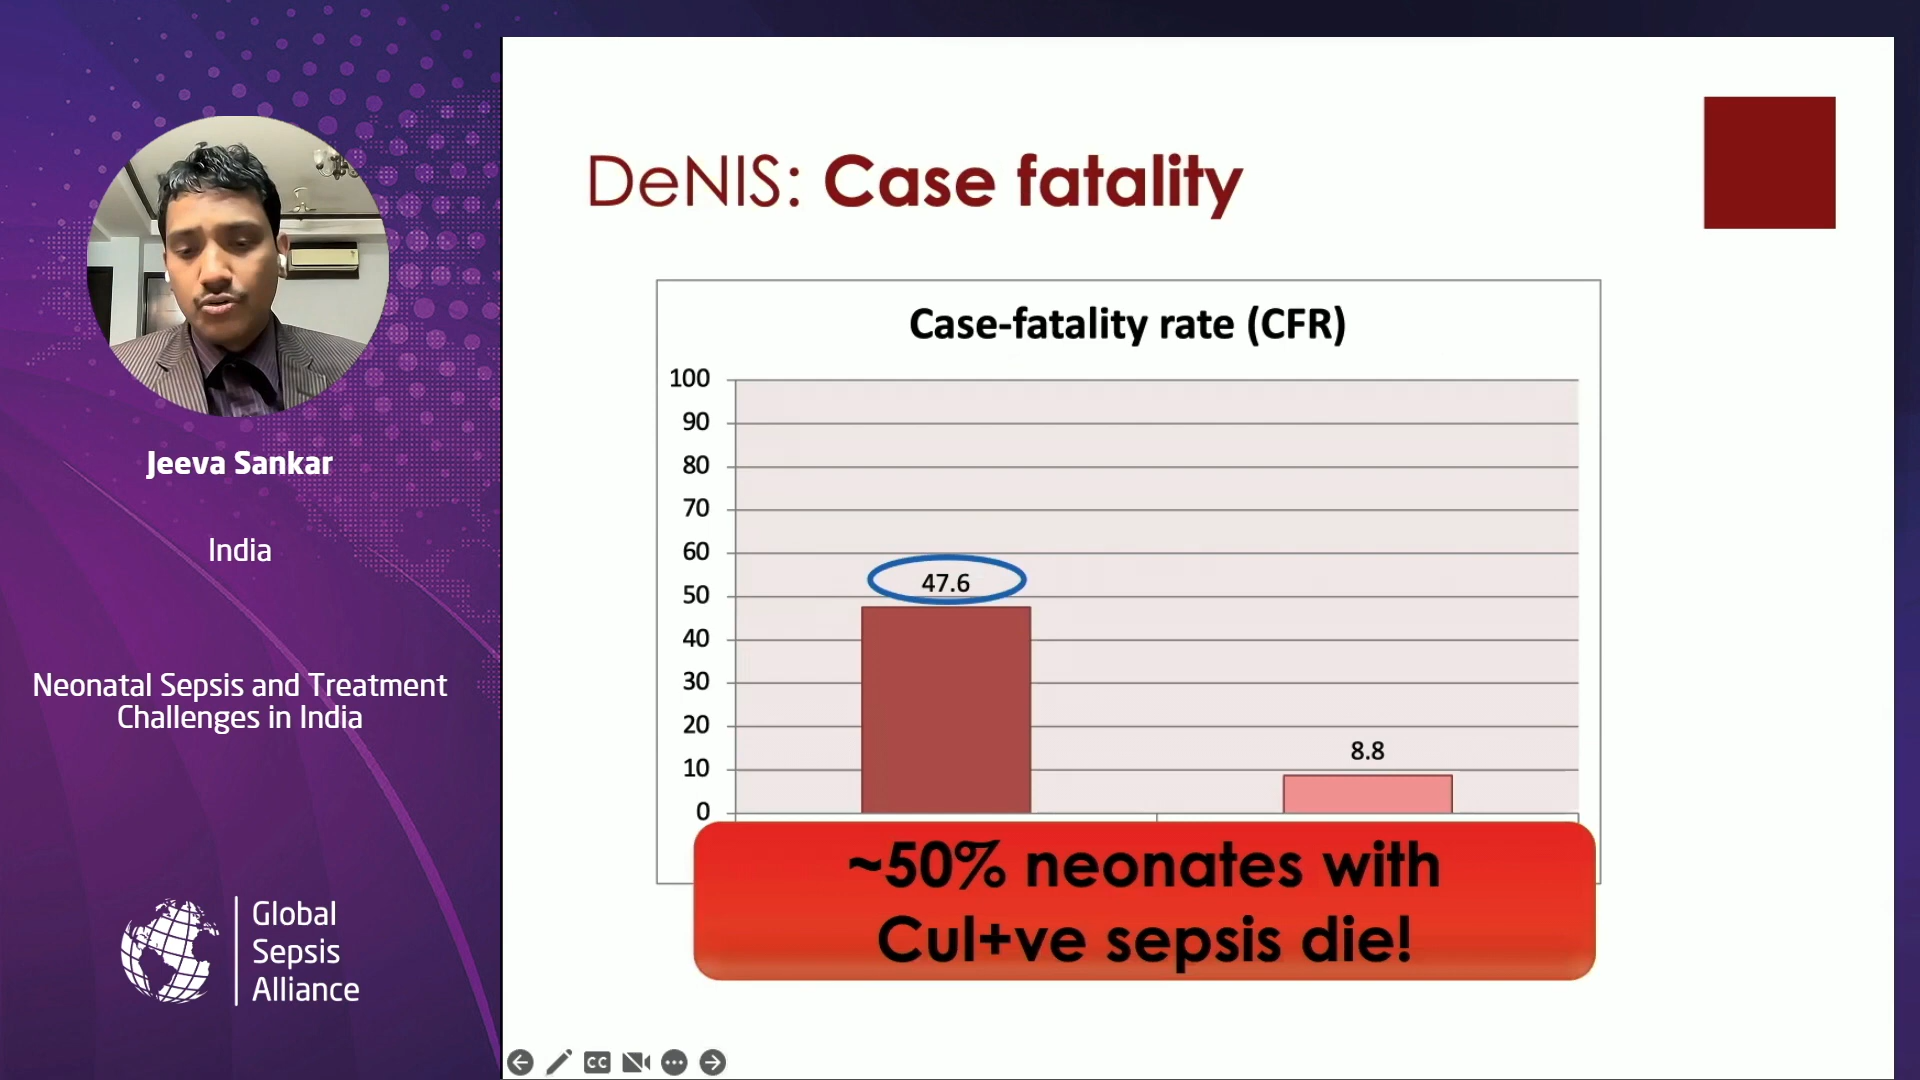 Jeeva Sankar
India
Neonatal Sepsis and Treatment
Challenges in India
Global
Sepsis
Alliance
DeNIS: Case fatality
Case-fatality rate (CFR)
100
90
80
70
60
50
40
30
20
10
0
47.6
8.8
~50% neonates with
Cul+ve sepsis die!
CC